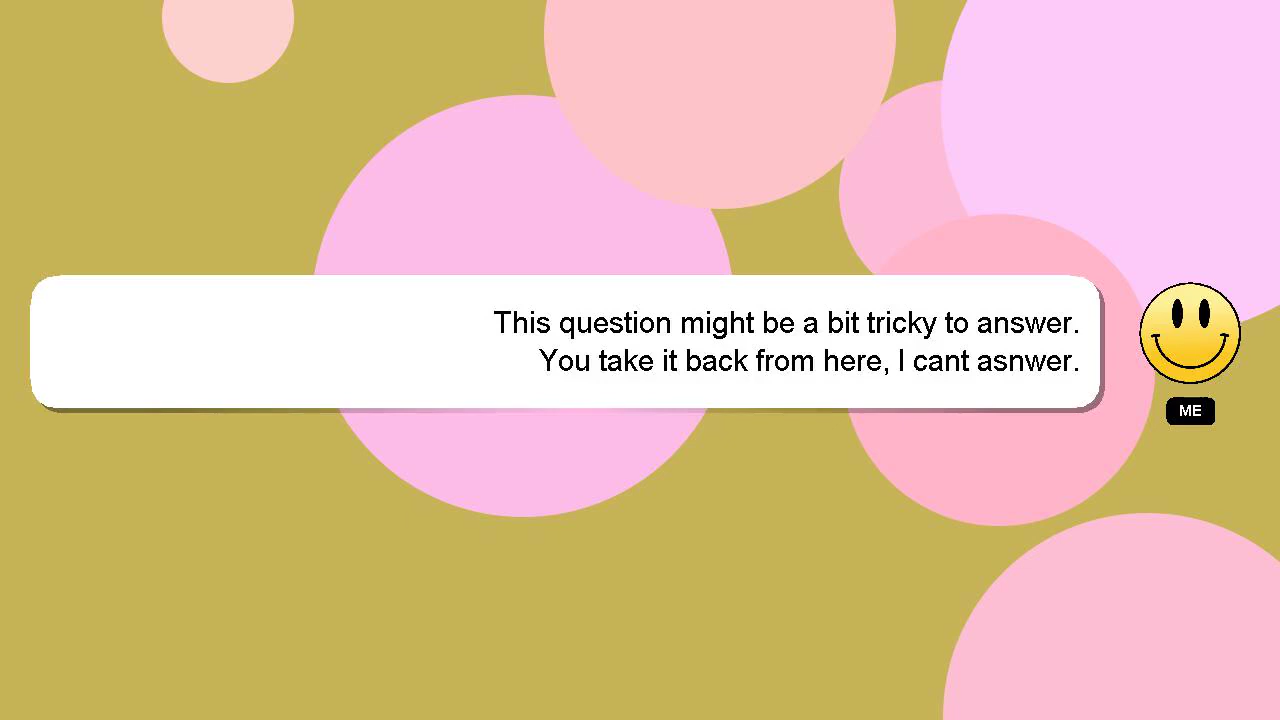 This question might be a bit tricky to answer.
You take it back from here, I cant asnwer.
ME